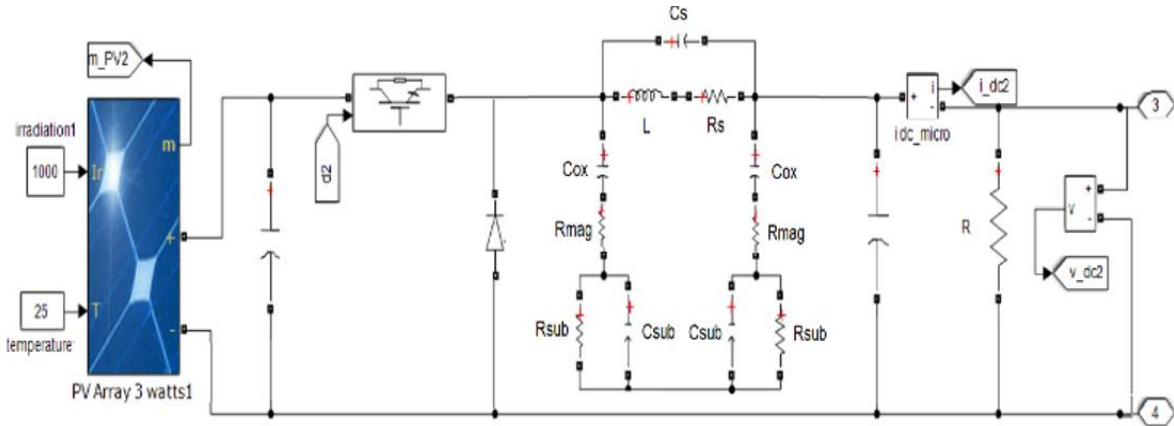 Cs
m_PV2
i
i_dc2
+
-
3
irradiation1
L
Rs
idc_micro
m
1000
Ir
d2
Cox
Cox
+
v
-
+
Rmag
Rmag
R
v_dc2
25
T
Rsub
Csub
Csub
Rsub
temperature
-
PV Array 3 watts1
4